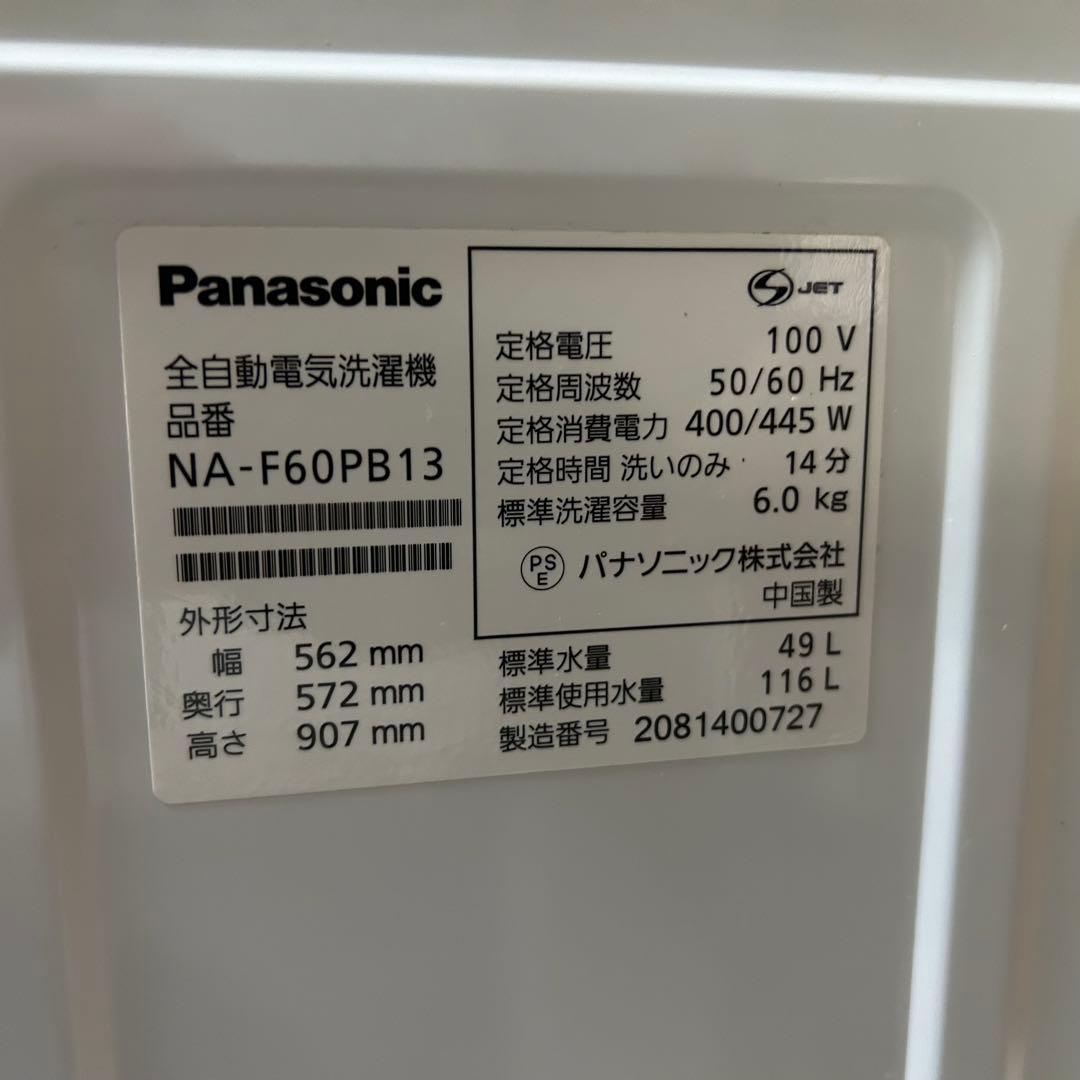 Panasonic
全自動電気洗濯機
品番
NA-F60PB13
外形寸法
幅 562 mm
奥行 572 mm
高さ 907 mm
S JET
定格電圧 100 V
定格周波数 50/60 Hz
定格消費電力 400/445 W
定格時間 洗いのみ 14 分
標準洗濯容量 6.0 kg
PS
E パナソニック株式会社
中国製
標準水量 49 L
標準使用水量 116 L
製造番号 2081400727